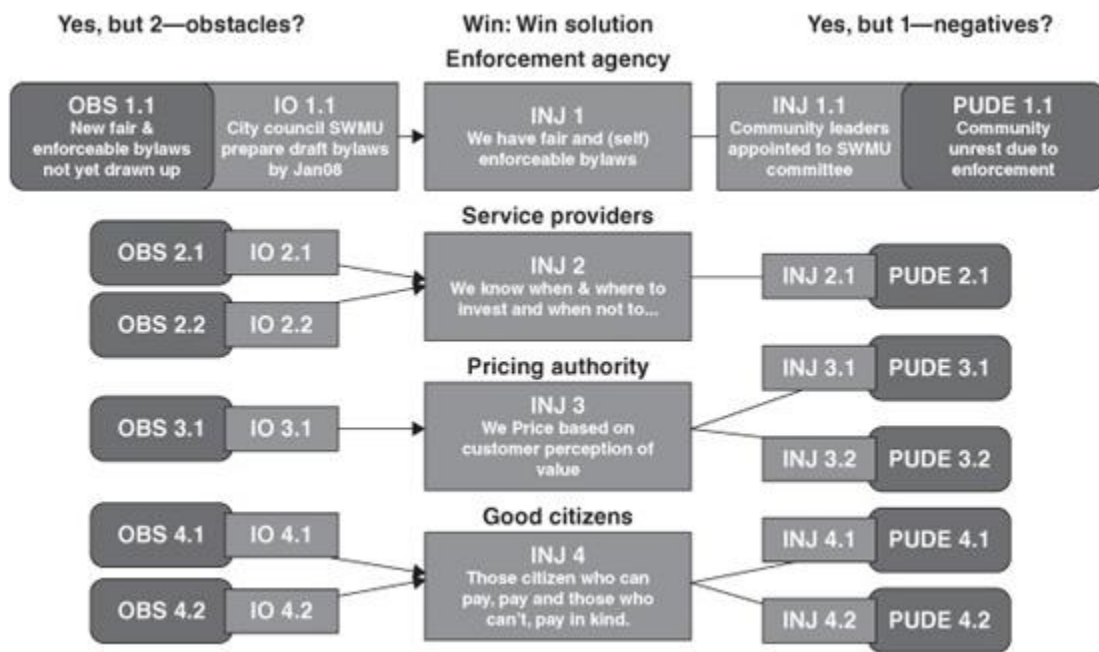 Yes, but 2—obstacles?
Win: Win solution
Yes, but 1—negatives?
Enforcement agency
OBS 1.1
New fair &
enforceable bylaws
not yet drawn up
IO 1.1
City council SWMU
prepare draft bylaws
by Jan08
INJ 1
We have fair and (self)
enforceable bylaws
INJ 1.1
Community leaders
appointed to SWMU
committee
PUDE 1.1
Community
unrest due to
enforcement
Service providers
OBS 2.1
IO 2.1
OBS 2.2
IO 2.2
INJ 2
We know when & where to
invest and when not to...
INJ 2.1
PUDE 2.1
Pricing authority
OBS 3.1
IO 3.1
INJ 3
We Price based on
customer perception of
value
INJ 3.1
PUDE 3.1
INJ 3.2
PUDE 3.2
Good citizens
OBS 4.1
IO 4.1
OBS 4.2
IO 4.2
INJ 4
Those citizen who can
pay, pay and those who
can't, pay in kind.
INJ 4.1
PUDE 4.1
INJ 4.2
PUDE 4.2